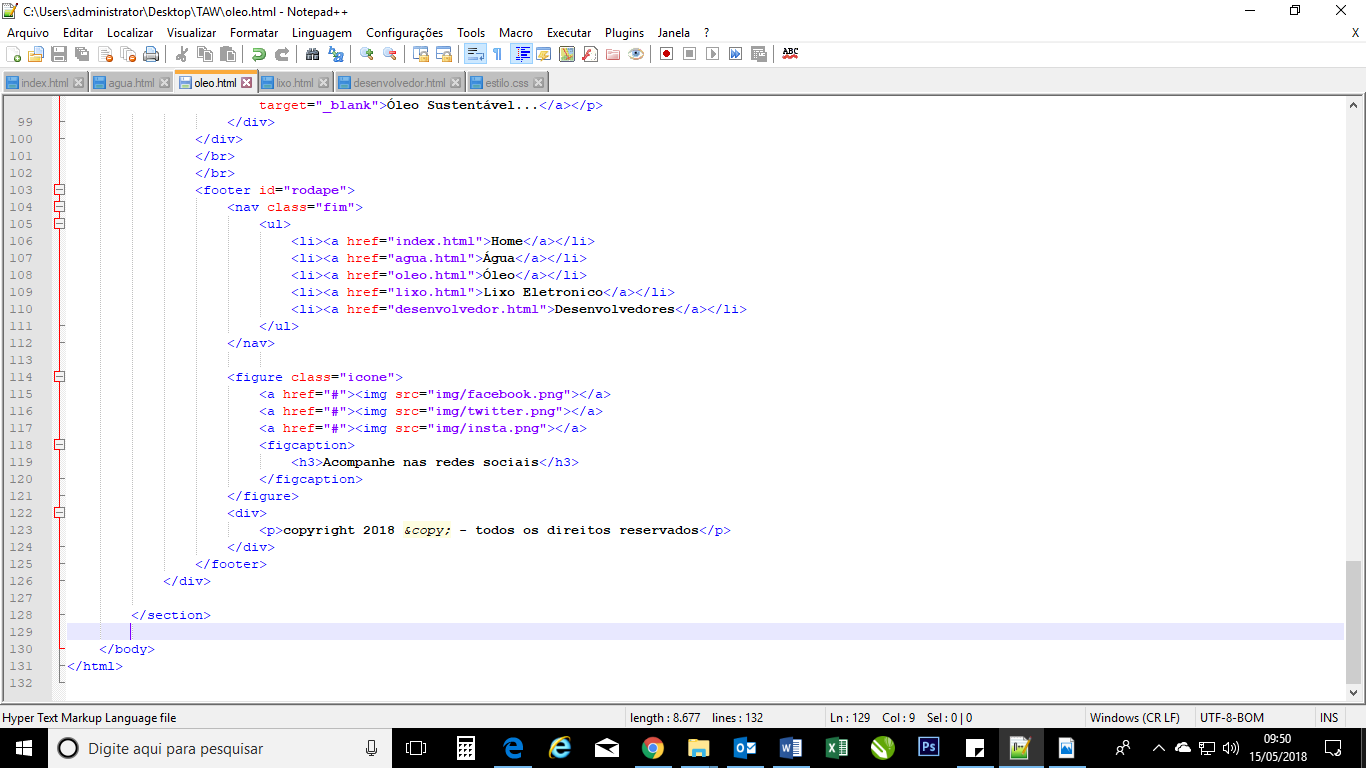 C:\Users\administrator\Desktop\TAW\oleo.html - Notepad++
Arquivo Editar Localizar Visualizar Formatar Linguagem Configurações Tools Macro Executar Plugins Janela ? X
ABC
index.html agua.html oleo.html lixo.html desenvolvedor.html estilo.css
target="_blank">Óleo Sustentável...</a></p>
99 </div>
100 </div>
101 </br>
102 </br>
103 <footer id="rodape">
104 <nav class="fim">
105 <ul>
106 <li><a href="index.html">Home</a></li>
107 <li><a href="agua.html">Água</a></li>
108 <li><a href="oleo.html">Óleo</a></li>
109 <li><a href="lixo.html">Lixo Eletronico</a></li>
110 <li><a href="desenvolvedor.html">Desenvolvedores</a></li>
111 </ul>
112 </nav>
113
114 <figure class="icone">
115 <a href="#"><img src="img/facebook.png"></a>
116 <a href="#"><img src="img/twitter.png"></a>
117 <a href="#"><img src="img/insta.png"></a>
118 <figcaption>
119 <h3>Acompanhe nas redes sociais</h3>
120 </figcaption>
121 </figure>
122 <div>
123 <p>copyright 2018 &copy; - todos os direitos reservados</p>
124 </div>
125 </footer>
126 </div>
127
128 </section>
129
130 </body>
131 </html>
132
Hyper Text Markup Language file length : 8.677 lines : 132 Ln : 129 Col : 9 Sel : 0 | 0 Windows (CR LF) UTF-8-BOM INS
Digite aqui para pesquisar
Ps
09:50
15/05/2018